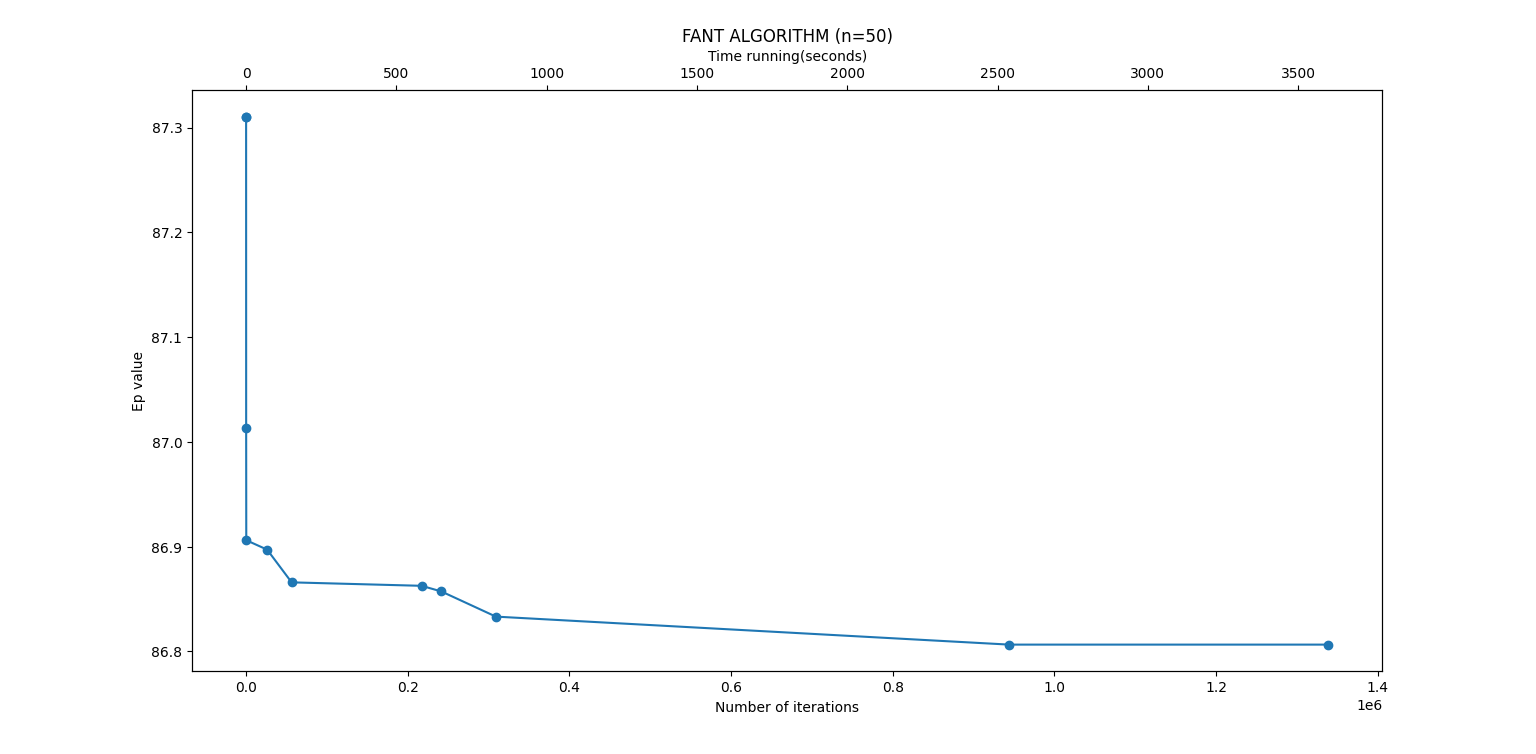 FANT ALGORITHM (n=50)
Time running(seconds)
0 500 1000 1500 2000 2500 3000 3500
87.3
87.2
87.1
87.0
86.9
86.8
Ep value
0.0 0.2 0.4 0.6 0.8 1.0 1.2 1.4
1e6
Number of iterations